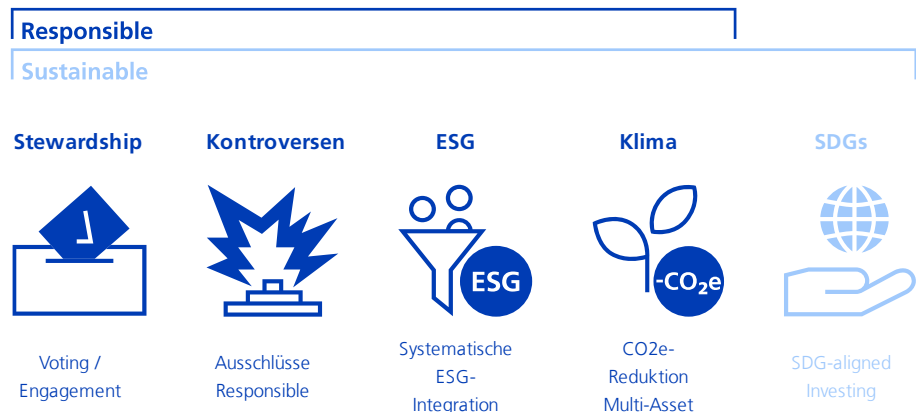 Responsible
Sustainable
Stewardship
Kontroversen
ESG
Klima
SDGs
ESG
-CO₂e
Voting /
Engagement
Ausschlüsse
Responsible
Systematische
ESG-
Integration
CO2e-
Reduktion
Multi-Asset
SDG-aligned
Investing